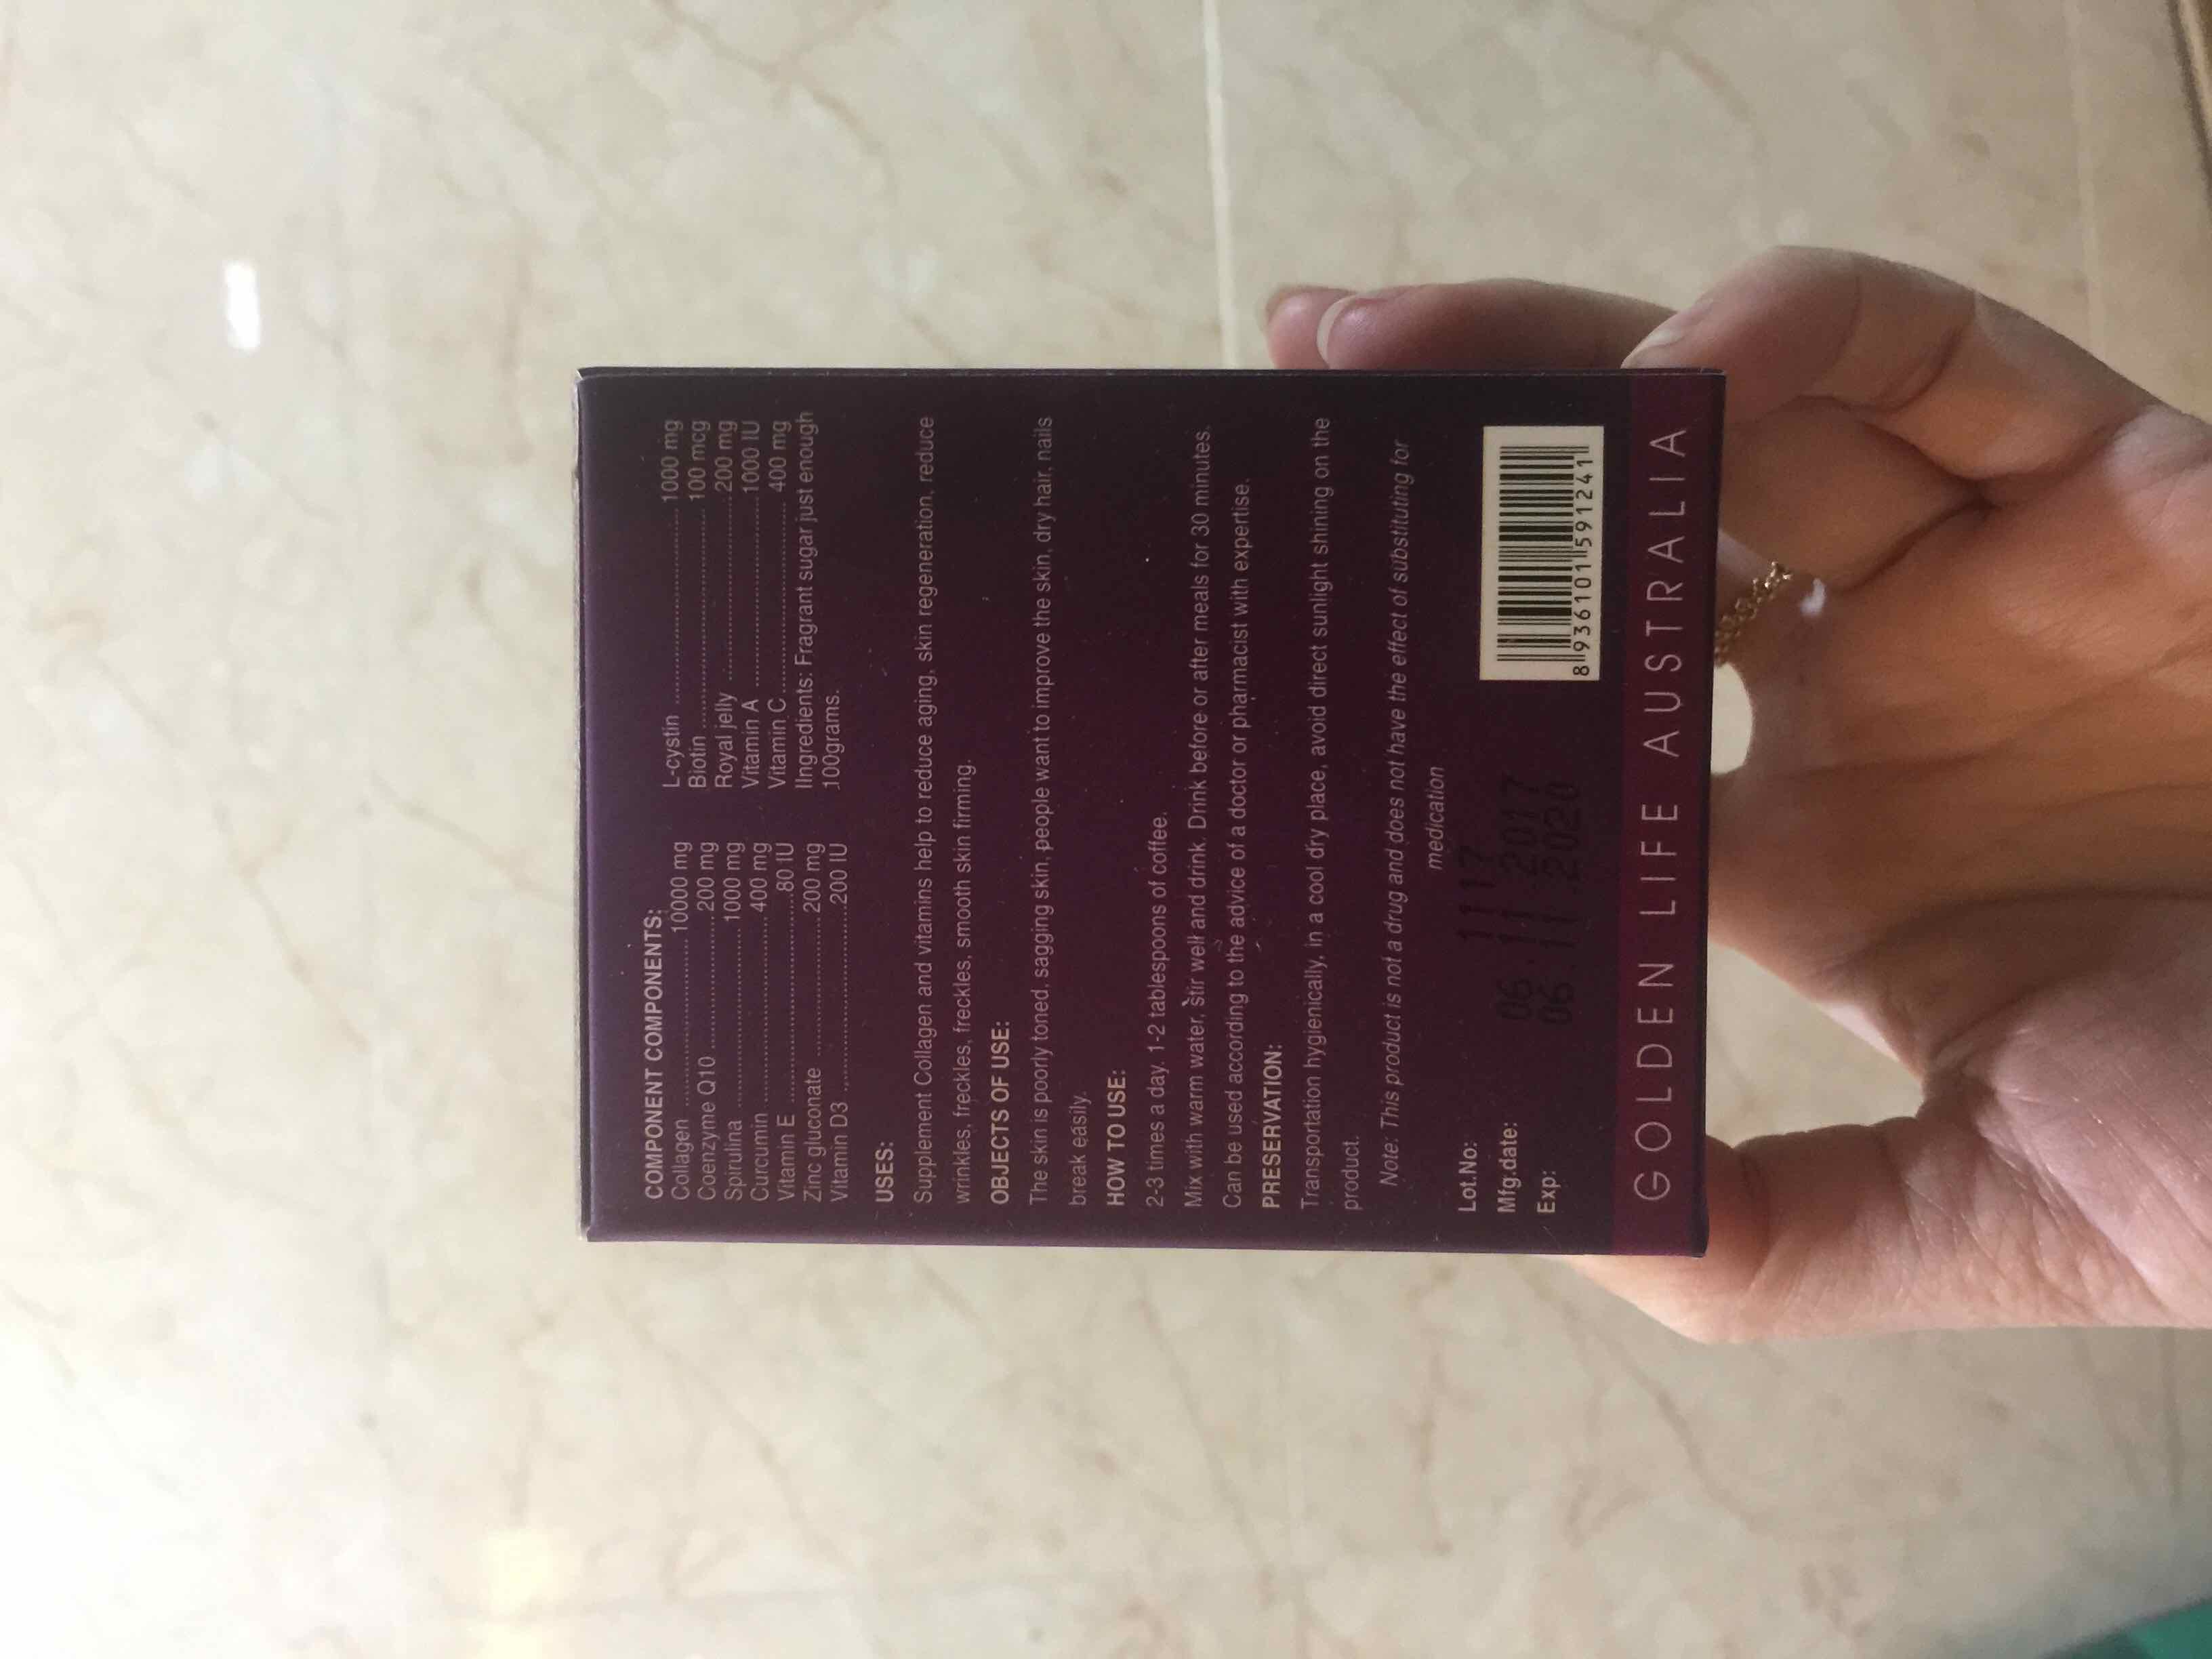 COMPONENT COMPONENTS:
Collagen ........................ 10000 mg
Coenzyme Q10 ................ 200 mg
Spirulina ........................ 1000 mg
Curcumin ........................ 400 mg
Vitamin E ........................ 80 IU
Zinc gluconate ................ 200 mg
Vitamin D3 ........................ 200 IU
L-cystin ........................ 1000 mg
Biotin ........................ 100 mcg
Royal jelly ........................ 200 mg
Vitamin A ........................ 1000 IU
Vitamin C ........................ 400 mg
IIngredients: Fragrant sugar just enough
100grams.
USES:
Supplement Collagen and vitamins help to reduce aging, skin regeneration, reduce
wrinkles, freckles, freckles, smooth skin firming.
OBJECTS OF USE:
The skin is poorly toned, sagging skin, people want to improve the skin, dry hair, nails
break easily.
HOW TO USE:
2-3 times a day, 1-2 tablespoons of coffee.
Mix with warm water, stir well and drink. Drink before or after meals for 30 minutes.
Can be used according to the advice of a doctor or pharmacist with expertise.
PRESERVATION:
Transportation hygienically, in a cool dry place, avoid direct sunlight shining on the
product.
Note: This product is not a drug and does not have the effect of substituting for
medication
Lot.No: 1117
Mfg.date: 06 11 2017
Exp: 06 11 2020
8 936101 591241
GOLDEN LIFE AUSTRALIA